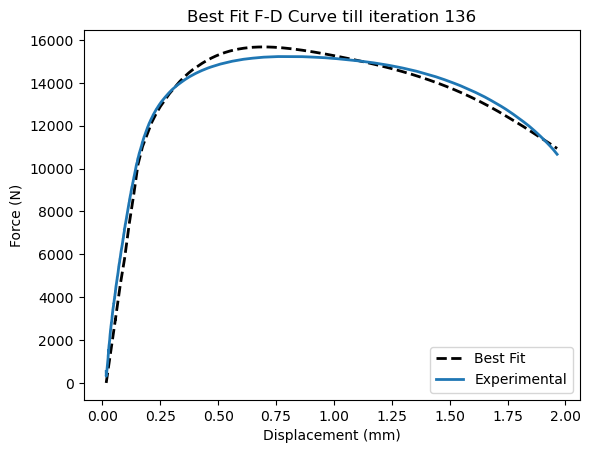 Best Fit F-D Curve till iteration 136
16000
14000
12000
10000
8000
6000
4000
2000
0
Force (N)
Best Fit
Experimental
0.00 0.25 0.50 0.75 1.00 1.25 1.50 1.75 2.00
Displacement (mm)